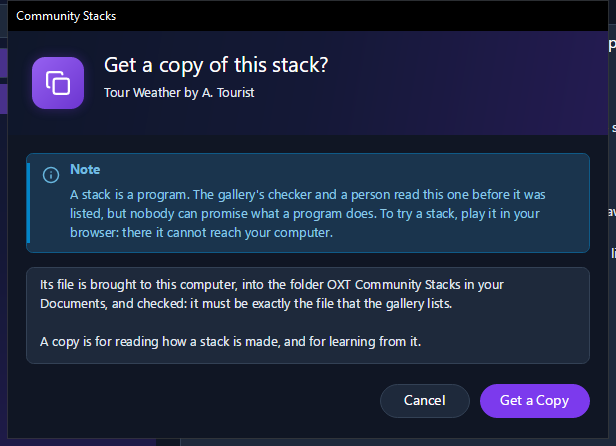 Community Stacks
Get a copy of this stack?
Tour Weather by A. Tourist
Note
A stack is a program. The gallery's checker and a person read this one before it was
listed, but nobody can promise what a program does. To try a stack, play it in your
browser: there it cannot reach your computer.
Its file is brought to this computer, into the folder OXT Community Stacks in your
Documents, and checked: it must be exactly the file that the gallery lists.
A copy is for reading how a stack is made, and for learning from it.
Cancel
Get a Copy